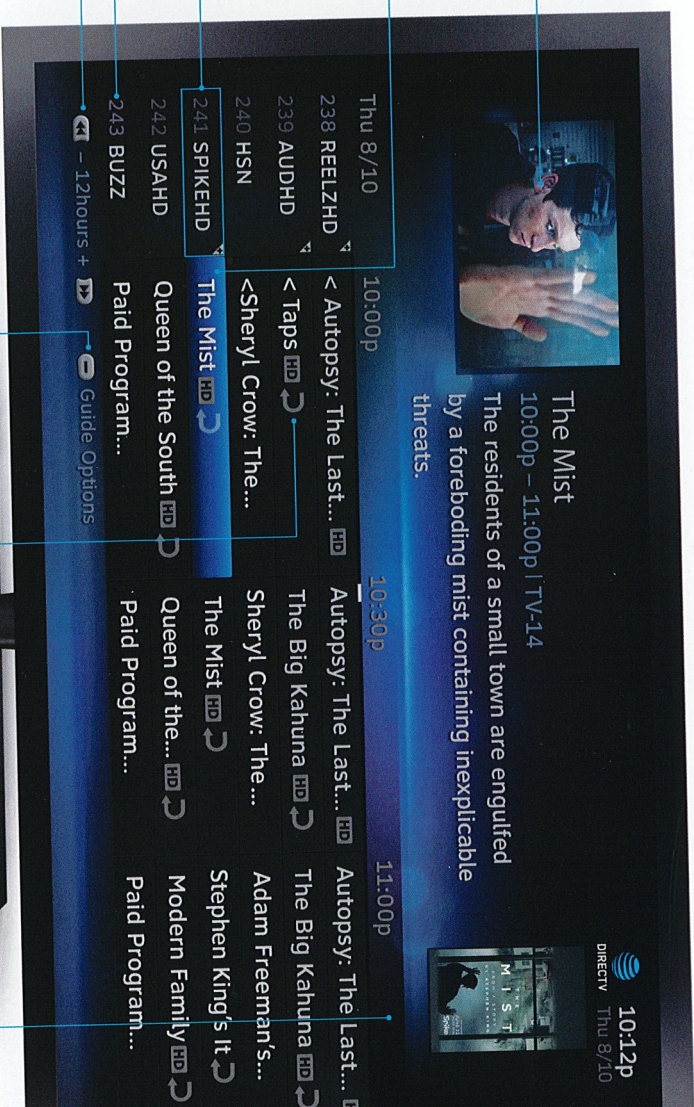 The Mist
10:00p – 11:00p | TV-14
The residents of a small town are engulfed
by a foreboding mist containing inexplicable
threats.
DIRECTV
10:12p
Thu 8/10
THE MIST
Thu 8/10 10:00p 10:30p 11:00p
238 REELZHD < Autopsy: The Last... HD Autopsy: The Last... HD Autopsy: The Last...
239 AUDHD < Taps HD The Big Kahuna HD The Big Kahuna HD
240 HSN <Sheryl Crow: The... Sheryl Crow: The... Adam Freeman's...
241 SPIKEHD The Mist HD The Mist HD Stephen King's It
242 USAHD Queen of the South HD Queen of the... HD Modern Family HD
243 BUZZ Paid Program... Paid Program... Paid Program...
– 12hours + Guide Options